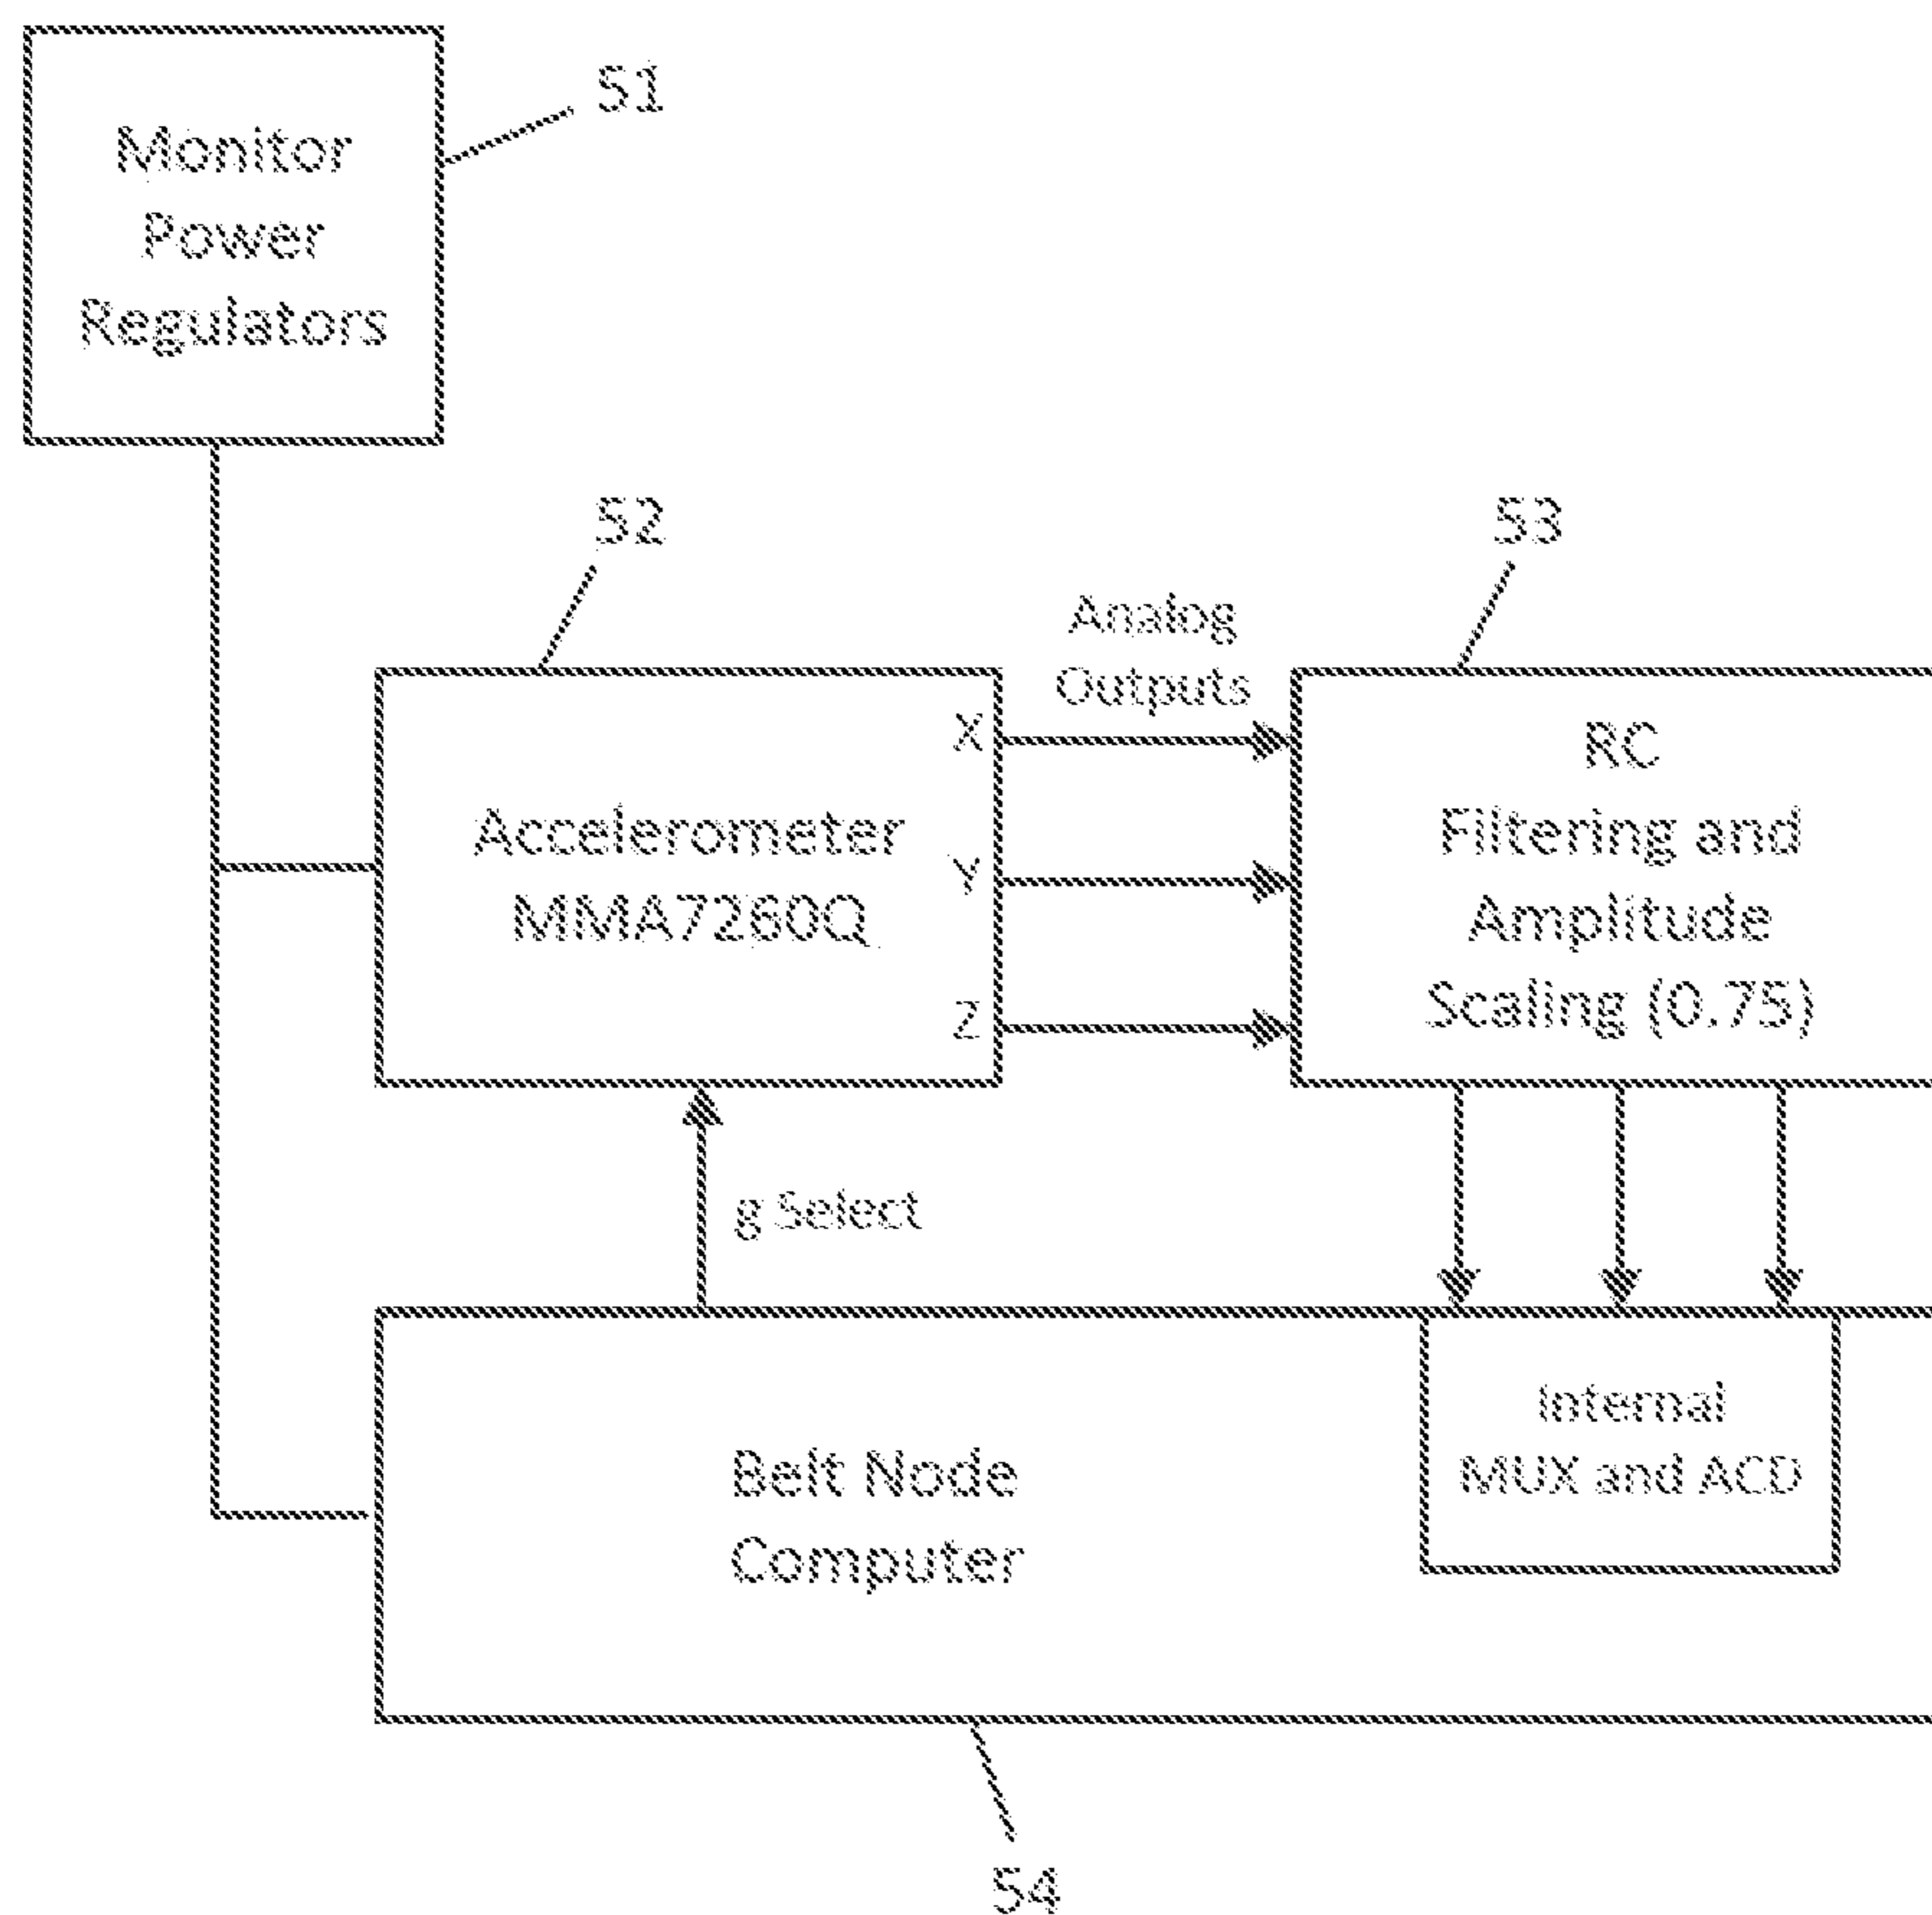 51
Monitor
Power
Regulators
52
53
Analog
Outputs
X
Y
Z
Accelerometer
MMA7260Q
RC
Filtering and
Amplitude
Scaling (0.75)
g Select
Internal
MUX and ACD
Belt Node
Computer
54